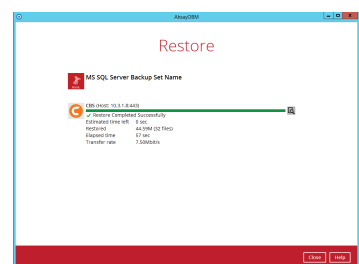 AhsayOBM
Restore
MS SQL Server Backup Set Name
CBS (Host: 10.3.1.8:443)
✓ Restore Completed Successfully
Estimated time left 0 sec
Restored 44.59M (32 files)
Elapsed time 57 sec
Transfer rate 7.50Mbit/s
Close Help